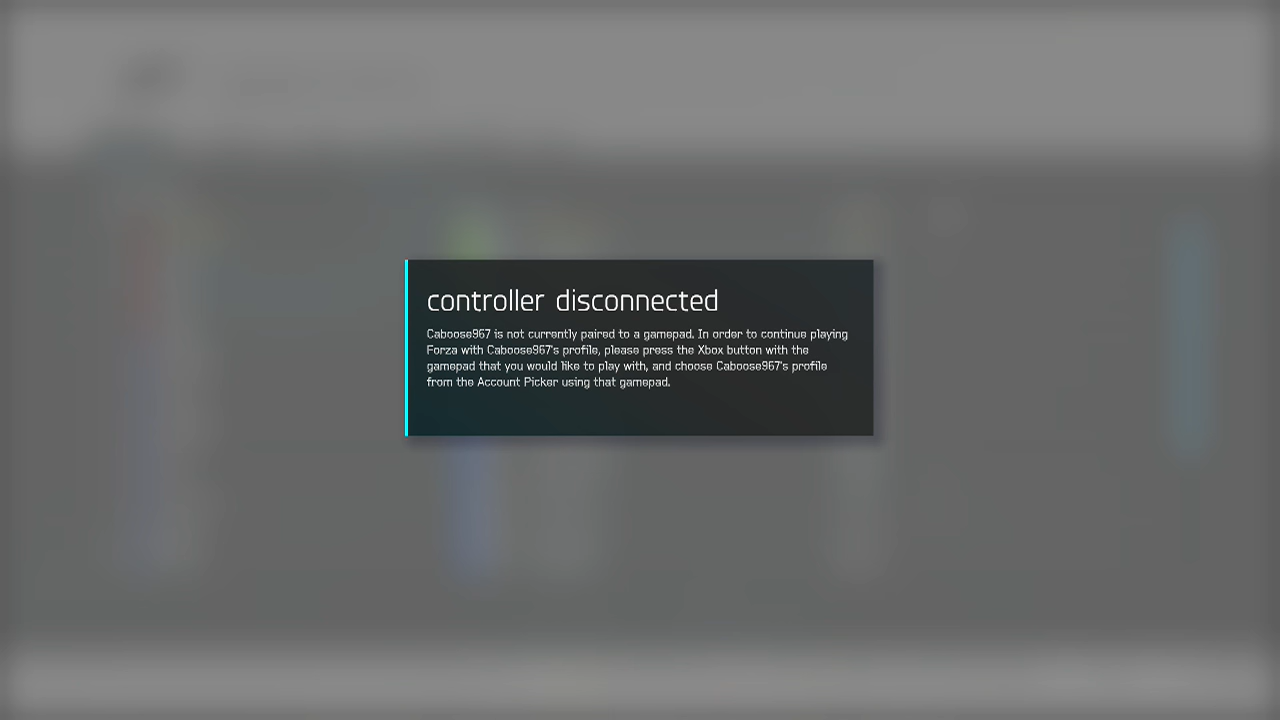 controller disconnected
Caboose967 is not currently paired to a gamepad. In order to continue playing
Forza with Caboose967's profile, please press the Xbox button with the
gamepad that you would like to play with, and choose Caboose967's profile
from the Account Picker using that gamepad.